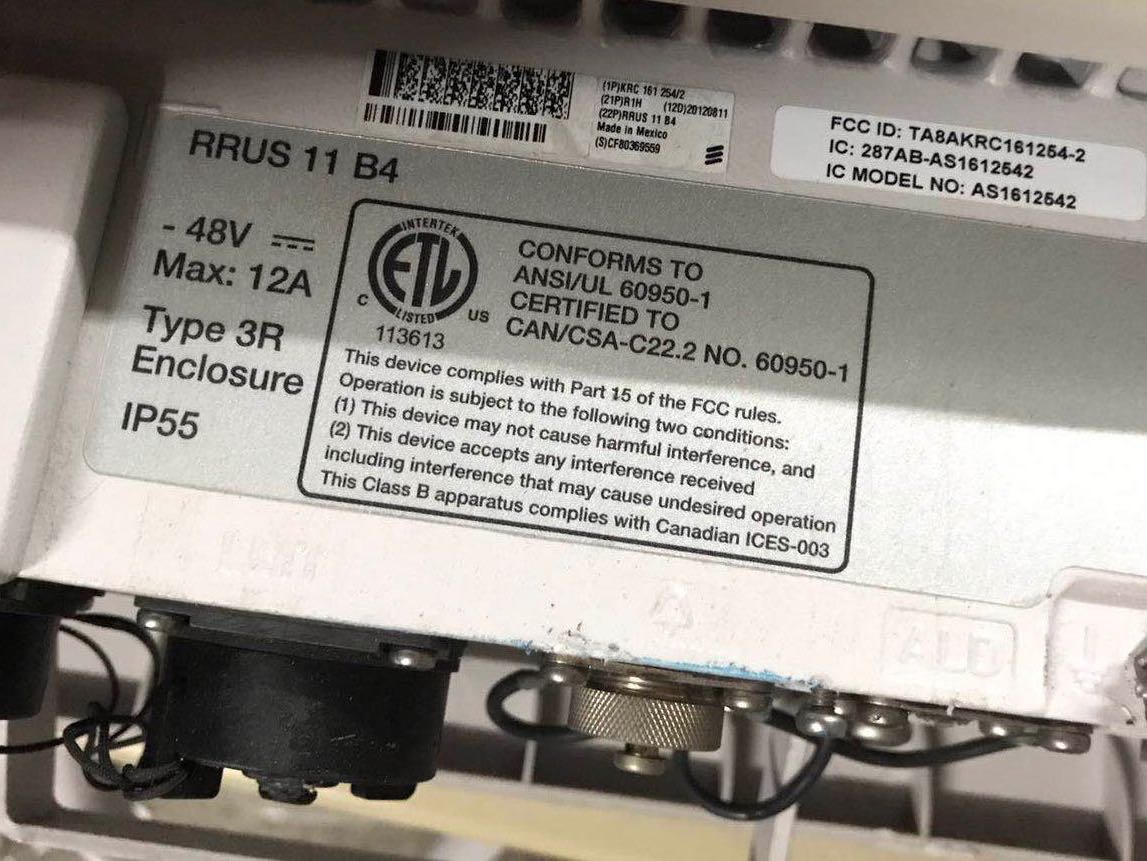 (1P)KRC 161 254/2
(21P)R1H (12D)20120811
(22P)RRUS 11 B4
Made in Mexico
(S)CF80369559
FCC ID: TA8AKRC161254-2
IC: 287AB-AS1612542
IC MODEL NO: AS1612542
RRUS 11 B4
- 48V
Max: 12A
Type 3R
Enclosure
IP55
INTERTEK
ETL
LISTED
C US
113613
CONFORMS TO
ANSI/UL 60950-1
CERTIFIED TO
CAN/CSA-C22.2 NO. 60950-1
This device complies with Part 15 of the FCC rules.
Operation is subject to the following two conditions:
(1) This device may not cause harmful interference, and
(2) This device accepts any interference received
including interference that may cause undesired operation
This Class B apparatus complies with Canadian ICES-003
ALD